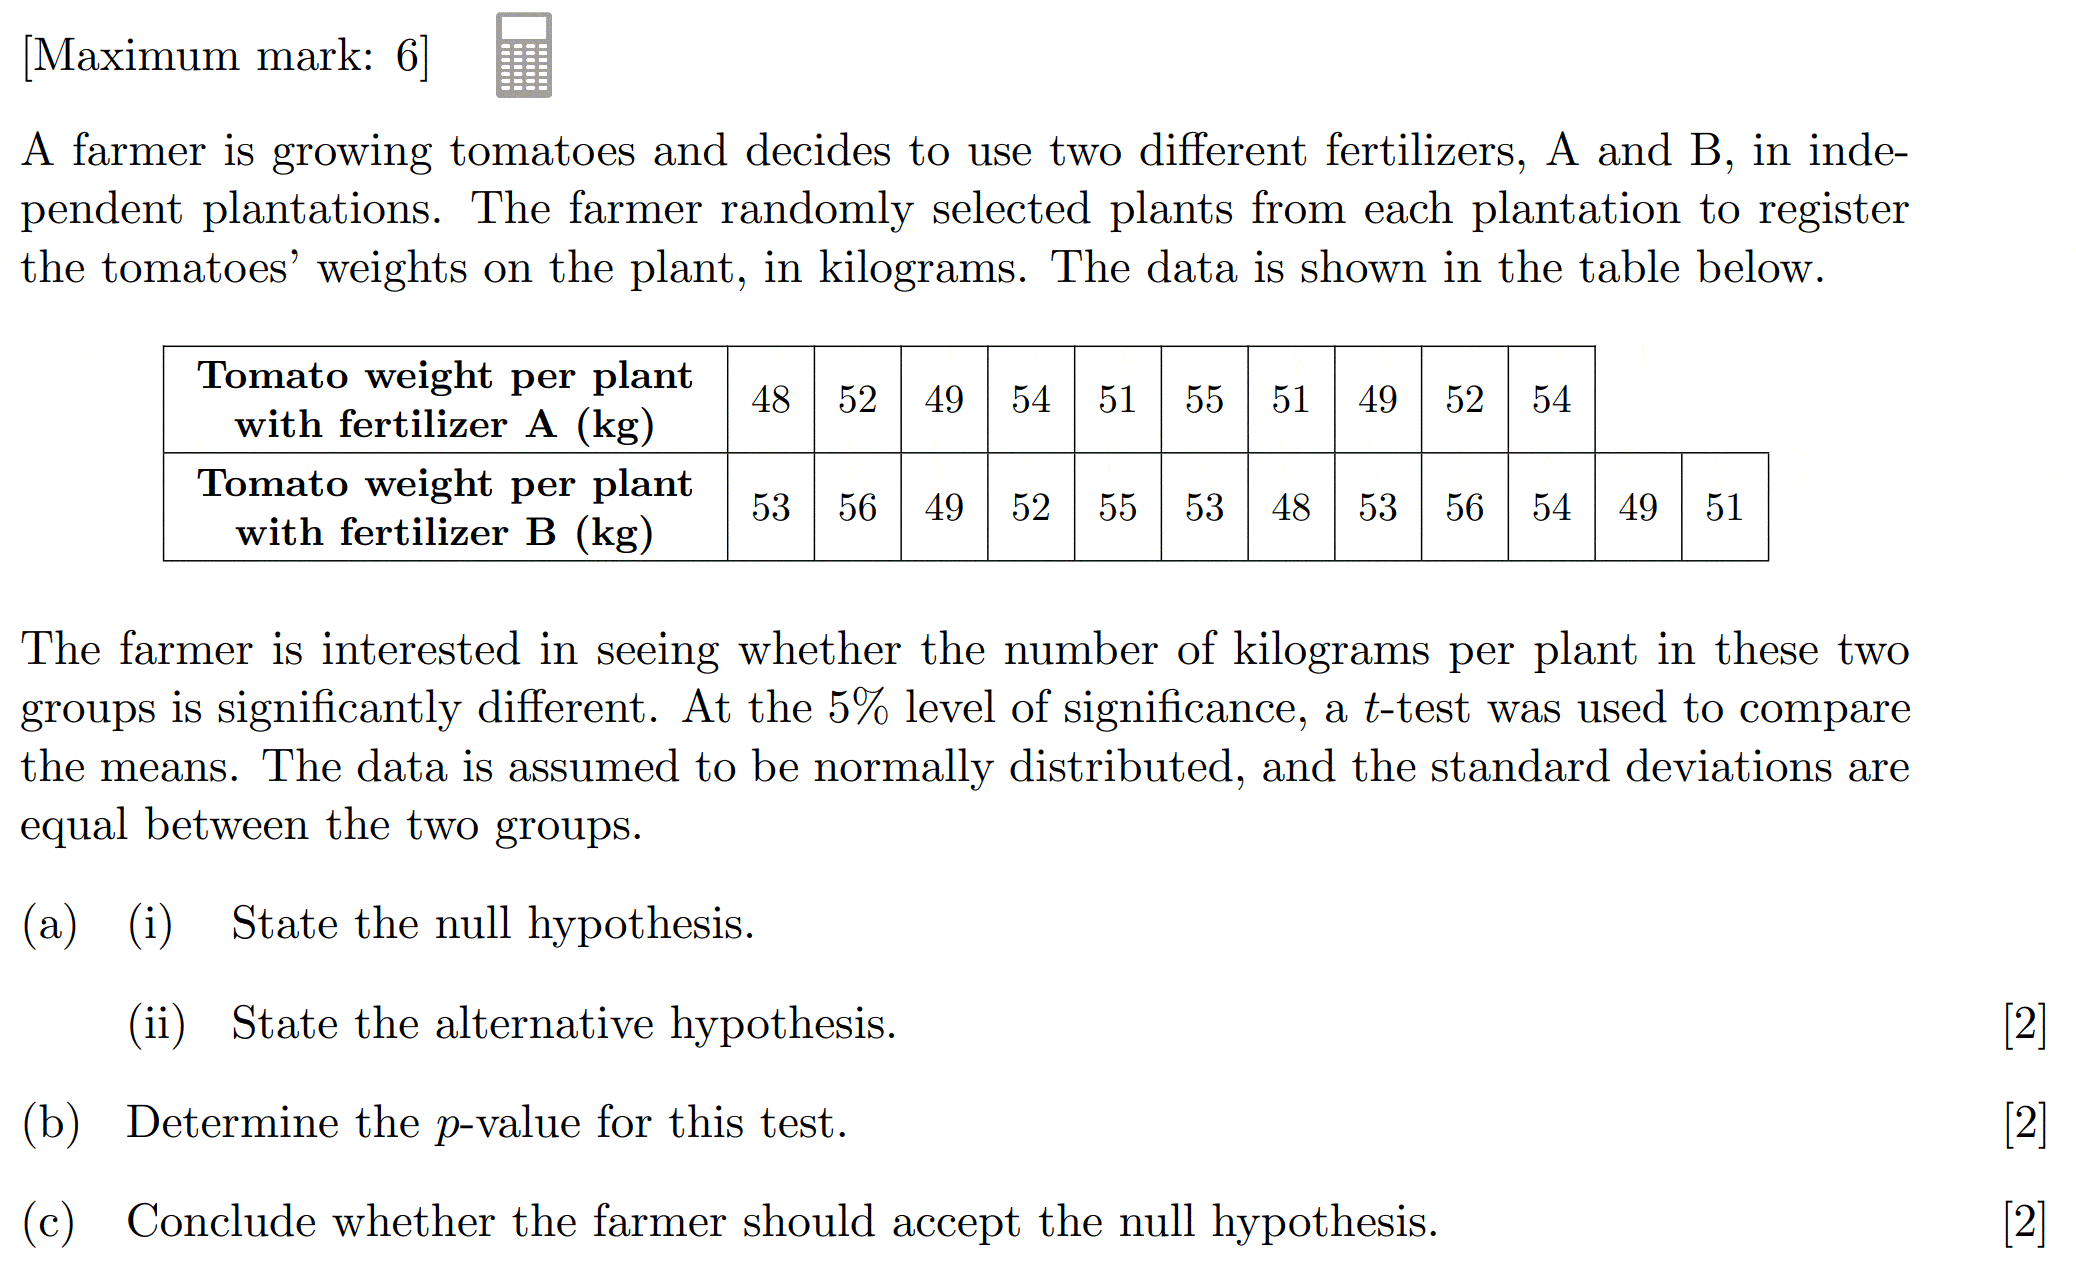 [Maximum mark: 6]
A farmer is growing tomatoes and decides to use two different fertilizers, A and B, in inde-
pendent plantations. The farmer randomly selected plants from each plantation to register
the tomatoes’ weights on the plant, in kilograms. The data is shown in the table below.
Tomato weight per plant
with fertilizer A (kg) 48 52 49 54 51 55 51 49 52 54
Tomato weight per plant
with fertilizer B (kg) 53 56 49 52 55 53 48 53 56 54 49 51
The farmer is interested in seeing whether the number of kilograms per plant in these two
groups is significantly different. At the 5% level of significance, a t-test was used to compare
the means. The data is assumed to be normally distributed, and the standard deviations are
equal between the two groups.
(a) (i) State the null hypothesis.
(ii) State the alternative hypothesis. [2]
(b) Determine the p-value for this test. [2]
(c) Conclude whether the farmer should accept the null hypothesis. [2]